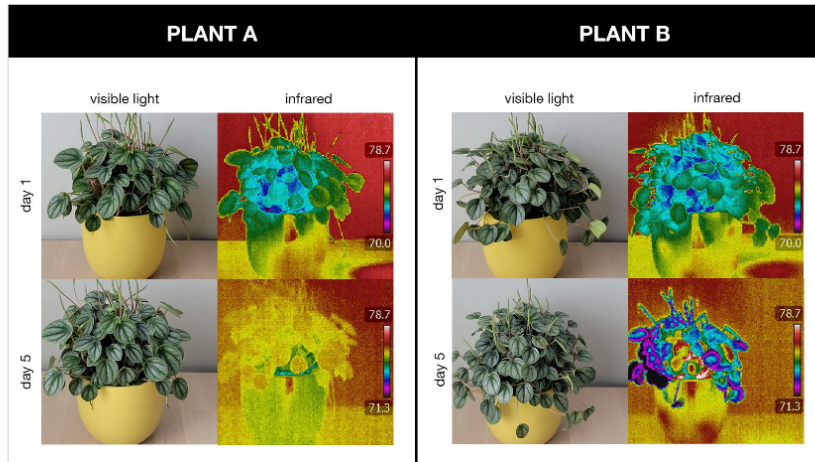 PLANT A
PLANT B
visible light
infrared
visible light
infrared
day 1
78.7
70.0
day 1
78.7
70.0
day 5
78.7
71.3
day 5
78.7
71.3